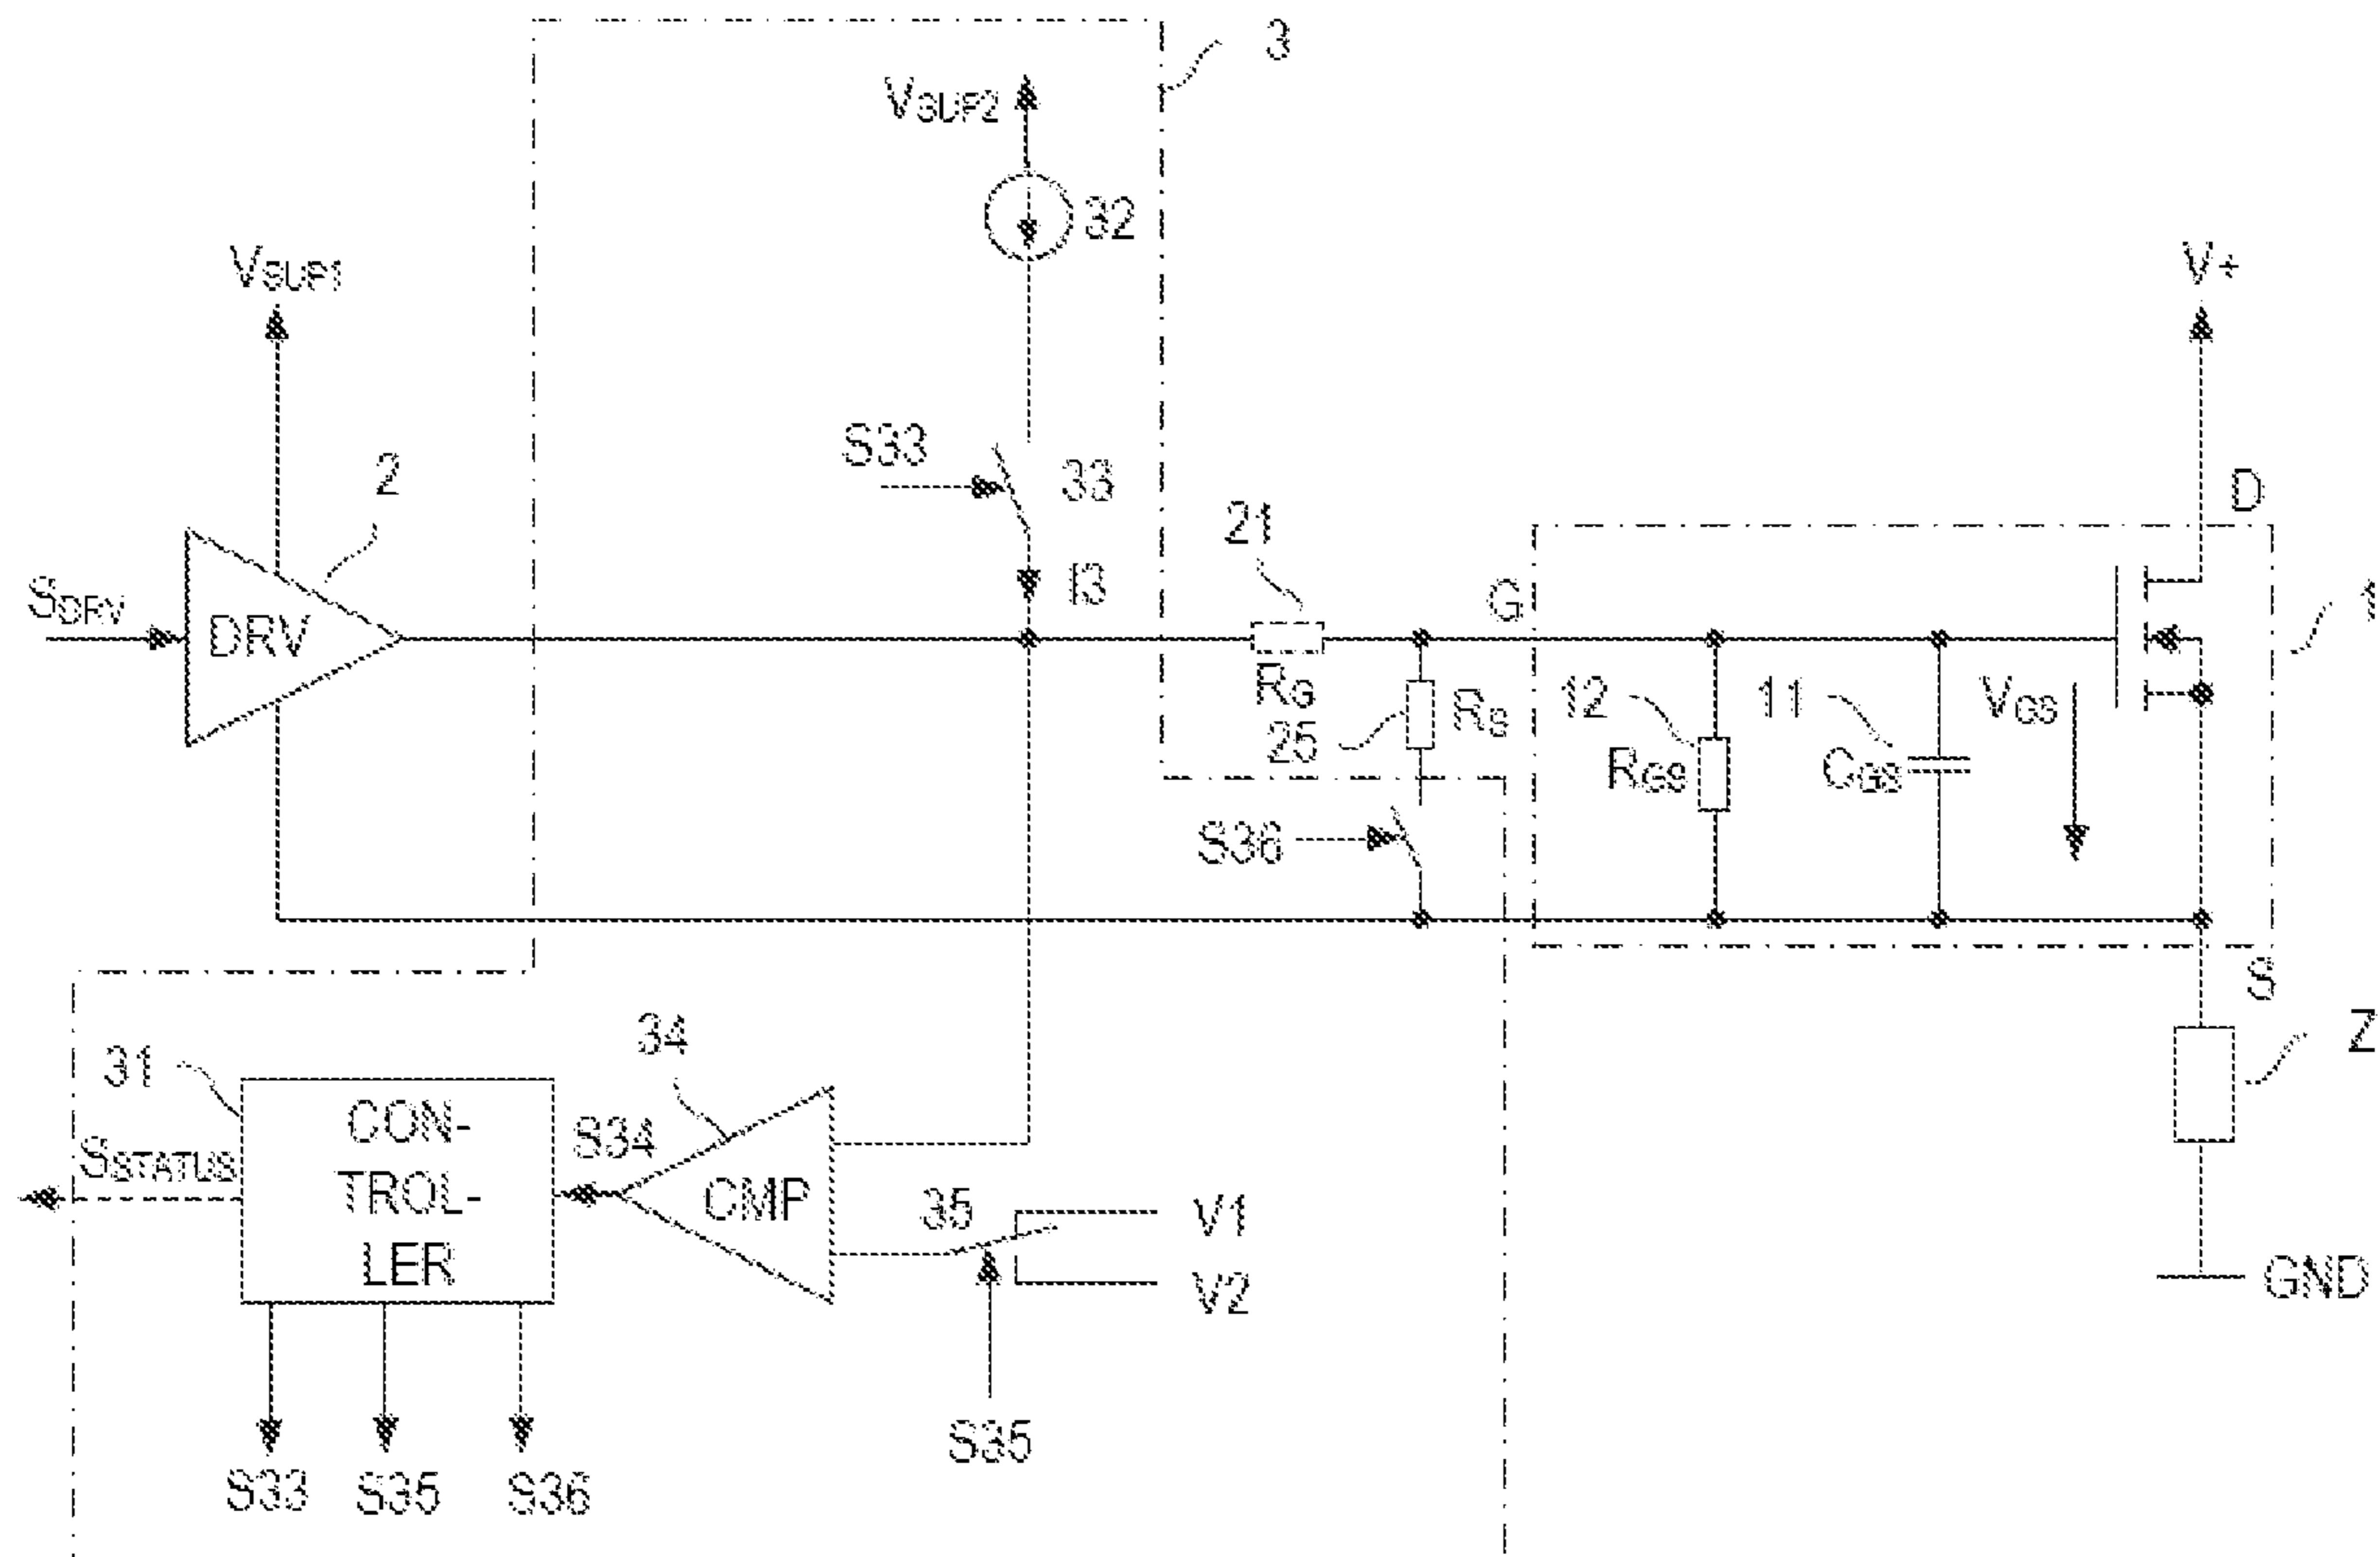 3
VSUP2
32
VSUP1
V+
S33
33
2
D
21
I3
G
1
SDRV
DRV
RG
RS
12
11
VGS
25
RGS
CGS
S36
S
34
Z
31
CON-
TROL-
LER
S34
SSTATUS
CMP
35
V1
V2
GND
S35
S33
S35
S36